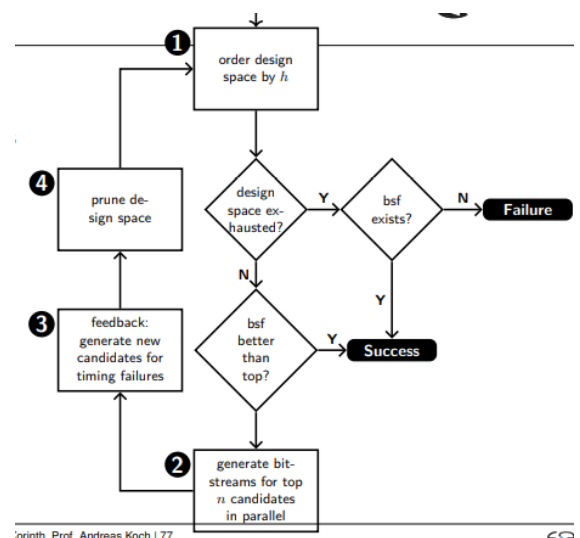 1
order design
space by h
4
prune de-
sign space
design
space ex-
hausted?
Y
bsf
exists?
N
Failure
N
Y
3
feedback:
generate new
candidates for
timing failures
bsf
better
than
top?
Y
Success
2
generate bit-
streams for top
n candidates
in parallel
Prof. Andreas Koch | 77